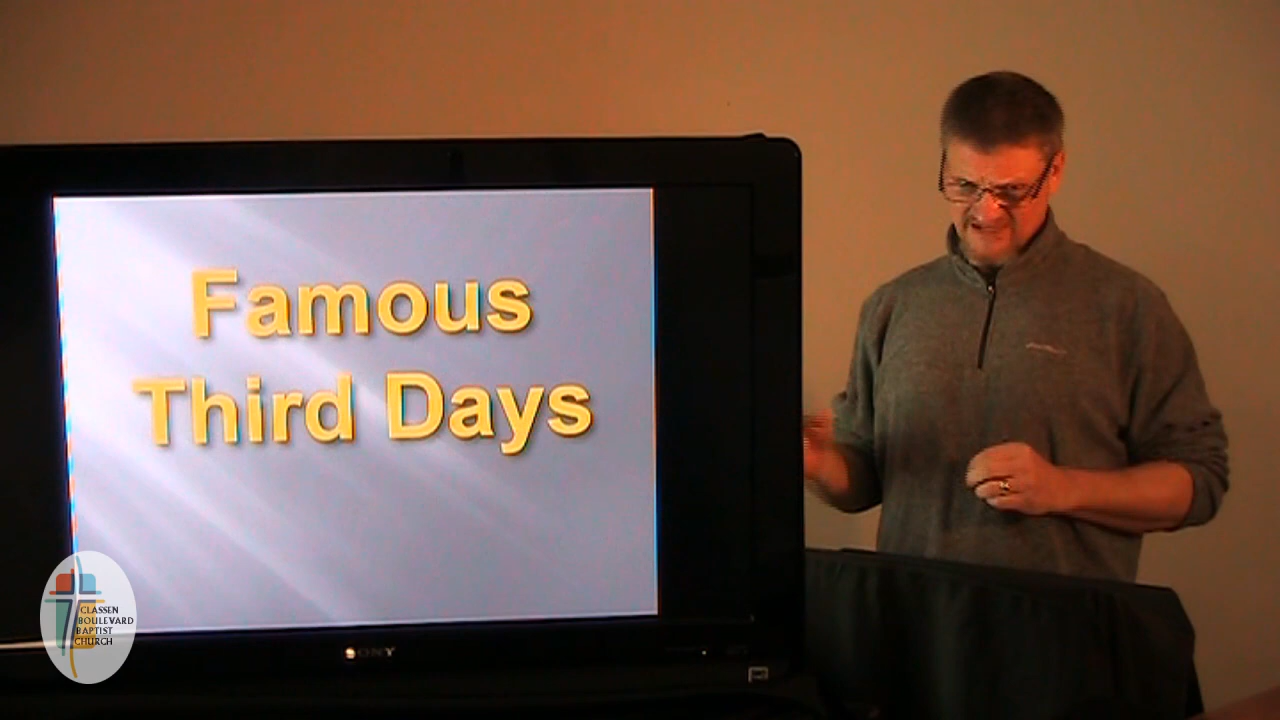 Famous
Third Days
CLASSEN
BOULEVARD
BAPTIST
CHURCH
SONY